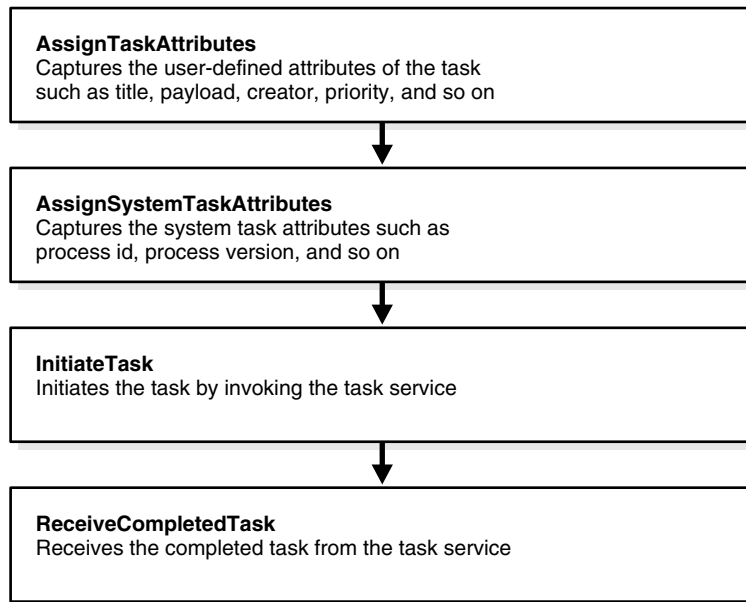 AssignTaskAttributes
Captures the user-defined attributes of the task
such as title, payload, creator, priority, and so on
AssignSystemTaskAttributes
Captures the system task attributes such as
process id, process version, and so on
InitiateTask
Initiates the task by invoking the task service
ReceiveCompletedTask
Receives the completed task from the task service